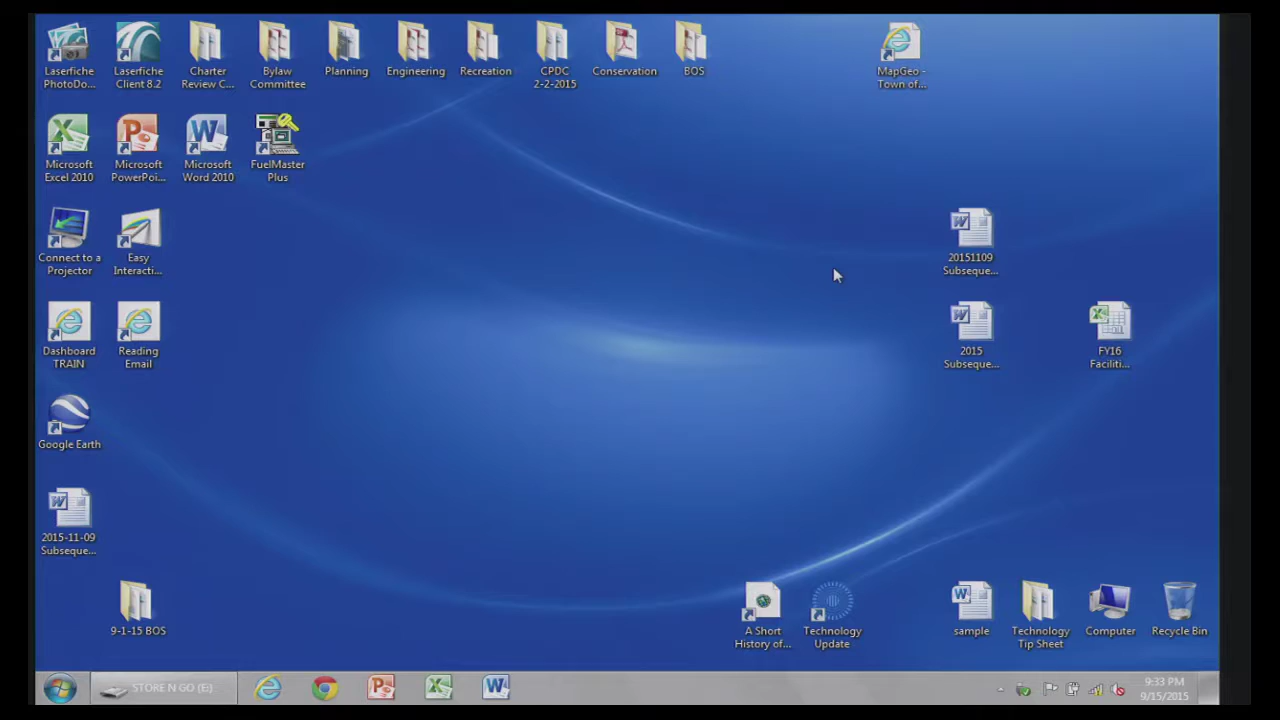 Laserfiche
PhotoDo...
Laserfiche
Client 8.2
Charter
Review C...
Bylaw
Committee
Planning
Engineering
Recreation
CPDC
2-2-2015
Conservation
BOS
MapGeo -
Town of...
Microsoft
Excel 2010
Microsoft
PowerPoi...
Microsoft
Word 2010
FuelMaster
Plus
Connect to a
Projector
Easy
Interacti...
20151109
Subseque...
Dashboard
TRAIN
Reading
Email
2015
Subseque...
FY16
Faciliti...
Google Earth
2015-11-09
Subseque...
9-1-15 BOS
A Short
History of...
Technology
Update
sample
Technology
Tip Sheet
Computer
Recycle Bin
STORE N GO (E:)
9:33 PM
9/15/2015